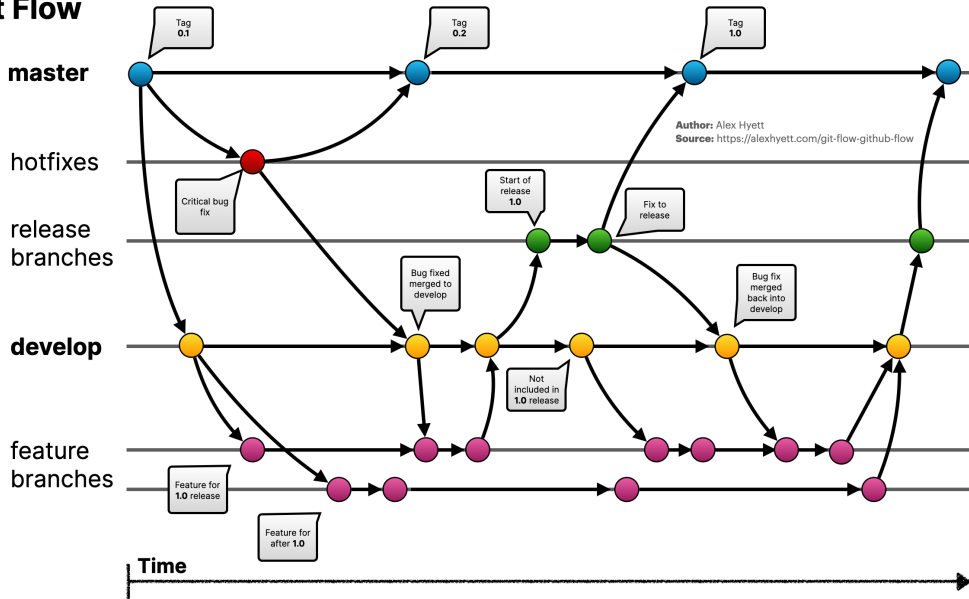 t Flow
Tag
0.1
Tag
0.2
Tag
1.0
master
Author: Alex Hyett
Source: https://alexhyett.com/git-flow-github-flow
hotfixes
Critical bug
fix
Start of
release
1.0
Fix to
release
release
branches
Bug fixed
merged to
develop
Bug fix
merged
back into
develop
develop
Not
included in
1.0 release
feature
branches
Feature for
1.0 release
Feature for
after 1.0
Time